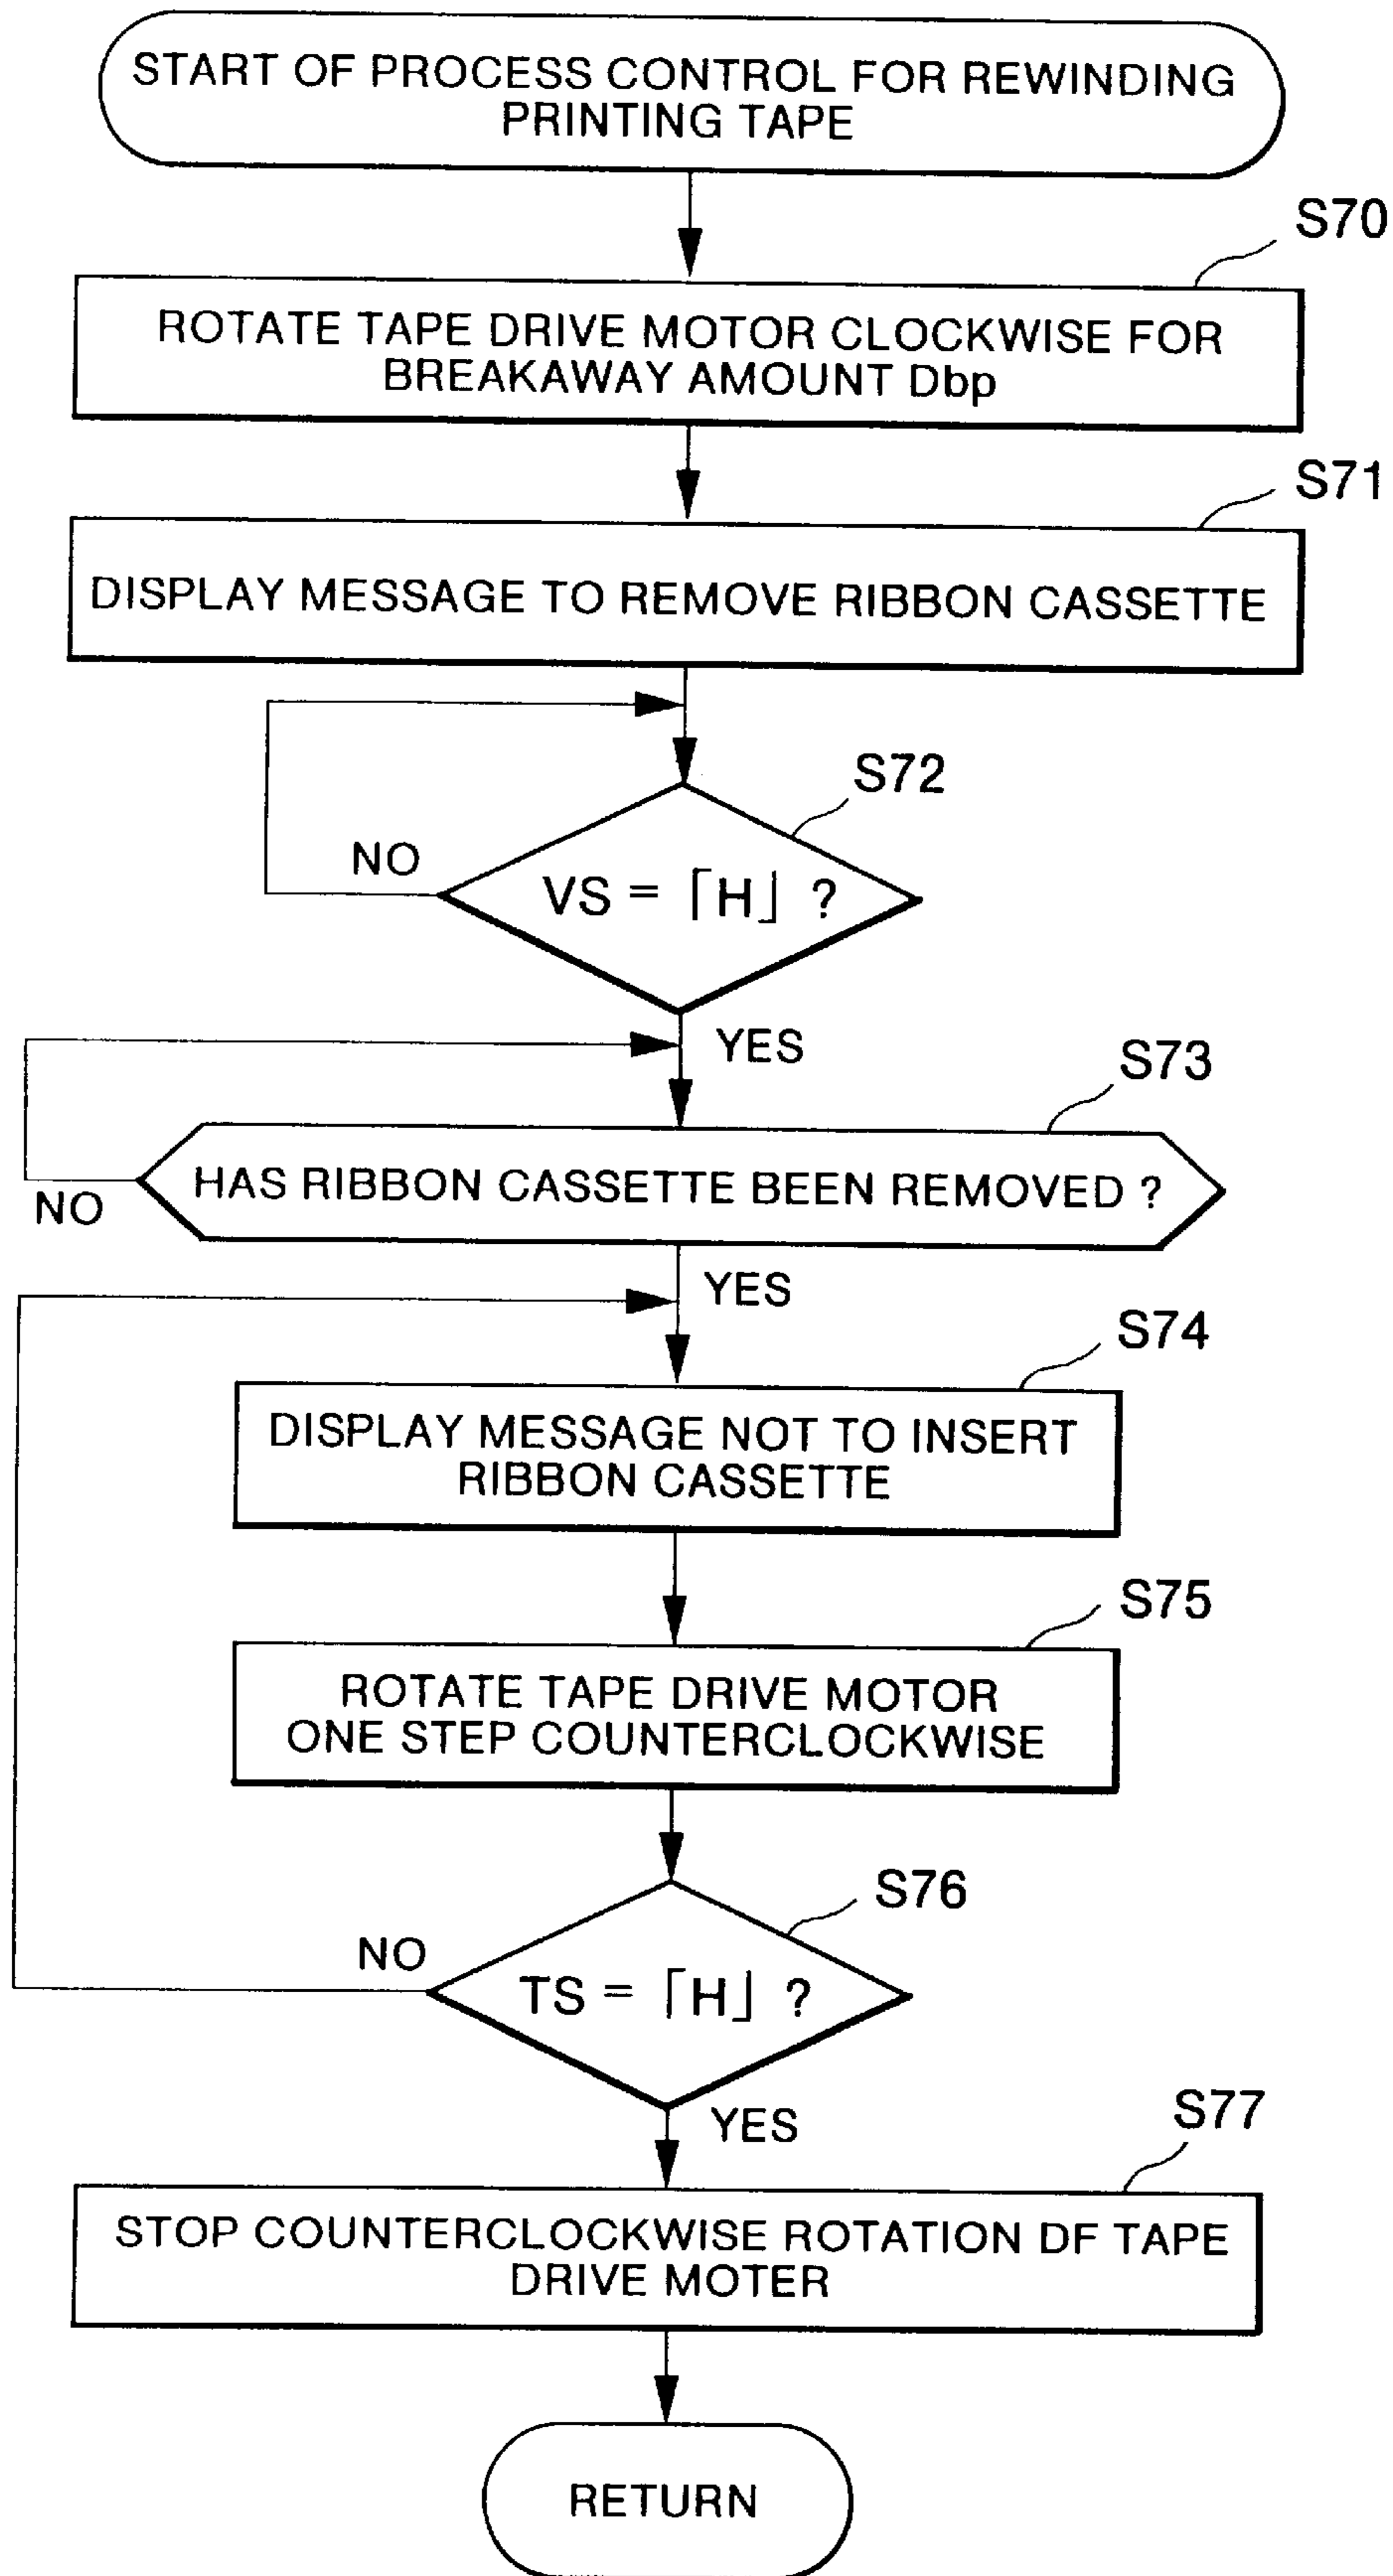 START OF PROCESS CONTROL FOR REWINDING
PRINTING TAPE
S70
ROTATE TAPE DRIVE MOTOR CLOCKWISE FOR
BREAKAWAY AMOUNT Dbp
S71
DISPLAY MESSAGE TO REMOVE RIBBON CASSETTE
S72
NO
VS = ⌈H⌋ ?
YES
S73
HAS RIBBON CASSETTE BEEN REMOVED ?
NO
YES
S74
DISPLAY MESSAGE NOT TO INSERT
RIBBON CASSETTE
S75
ROTATE TAPE DRIVE MOTOR
ONE STEP COUNTERCLOCKWISE
S76
NO
TS = ⌈H⌋ ?
YES
S77
STOP COUNTERCLOCKWISE ROTATION DF TAPE
DRIVE MOTER
RETURN